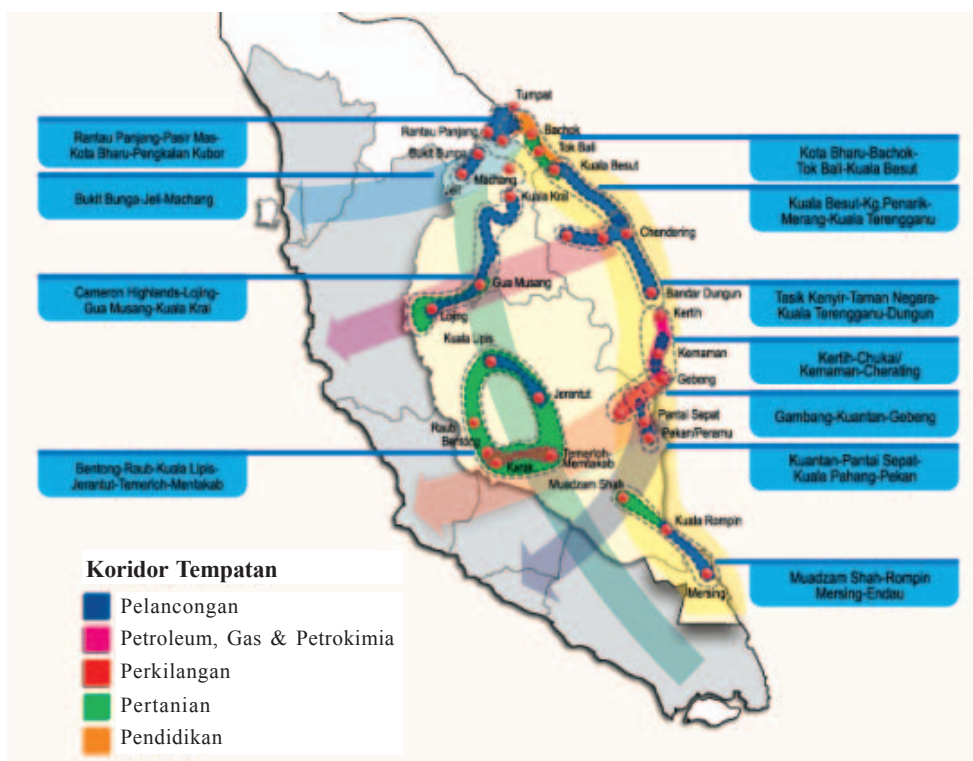 Tumpat
Rantau Panjang
Bachok
Bukit Bunga
Tok Bali
Kuala Besut
Jeli
Machang
Kuala Krai
Chendering
Gua Musang
Bandar Dungun
Lojing
Kertih
Kuala Lipis
Kemaman
Gebeng
Jerantut
Pantai Sepat
Raub
Pekan/Peramu
Bentong
Temerloh-
Mentakab
Karak
Muadzam Shah
Kuala Rompin
Mersing
Rantau Panjang-Pasir Mas-
Kota Bharu-Pengkalan Kubor
Bukit Bunga-Jeli-Machang
Cameron Highlands-Lojing-
Gua Musang-Kuala Krai
Bentong-Raub-Kuala Lipis-
Jerantut-Temerloh-Mentakab
Kota Bharu-Bachok-
Tok Bali-Kuala Besut
Kuala Besut-Kg.Penarik-
Merang-Kuala Terengganu
Tasik Kenyir-Taman Negara-
Kuala Terengganu-Dungun
Kertih-Chukai/
Kemaman-Cherating
Gambang-Kuantan-Gebeng
Kuantan-Pantai Sepat-
Kuala Pahang-Pekan
Muadzam Shah-Rompin
Mersing-Endau
Koridor Tempatan
Pelancongan
Petroleum, Gas & Petrokimia
Perkilangan
Pertanian
Pendidikan